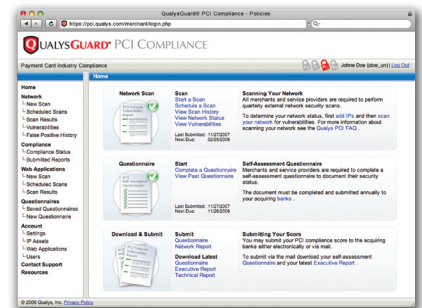 QualysGuard® PCI Compliance - Policies
https://pci.qualys.com/merchant/login.php
QUALYSGUARD® PCI COMPLIANCE
Payment Card Industry Compliance
Johne Doe (doe_un) | Log Out
Home
Home
Network
New Scan
Scheduled Scans
Scan Results
Vulnerabilities
False Positive History
Compliance
Compliance Status
Submitted Reports
Web Applications
New Scan
Scheduled Scans
Scan Results
Questionnaires
Saved Questionnaires
New Questionnaire
Account
Settings
IP Assets
Web Applications
Users
Contact Support
Resources
Network Scan
Scan
Start a Scan
Schedule a Scan
View Scan History
View Network Status
View Vulnerabilities
Last Submitted: 11/27/2007
Next Due: 02/26/2008
Scanning Your Network
All merchants and service providers are required to perform
quarterly external network security scans.
To determine your network status, first add IPs and then scan
your network for vulnerabilities. For more information about
scanning your network see the Qualys PCI FAQ .
Questionnaire
Start
Complete a Questionnaire
View Past Questionnaire
Last Submitted: 11/27/2007
Next Due: 11/26/2008
Self-Assessment Questionnaire
Merchants and service providers are required to complete a
self-assessment questionnaire to document their security
status.
The document must be completed and submitted annually to
your acquiring banks .
Download & Submit
Submit
Questionnaire
Network Report
Download Latest
Questionnaire
Executive Report
Technical Report
Submitting Your Score
You may submit your PCI compliance score to the acquiring
banks either electronically or via mail.
To submit via the mail download your self-assessment
Questionnaire and your latest Executive Report .
© 2009 Qualys, Inc. Privacy Policy